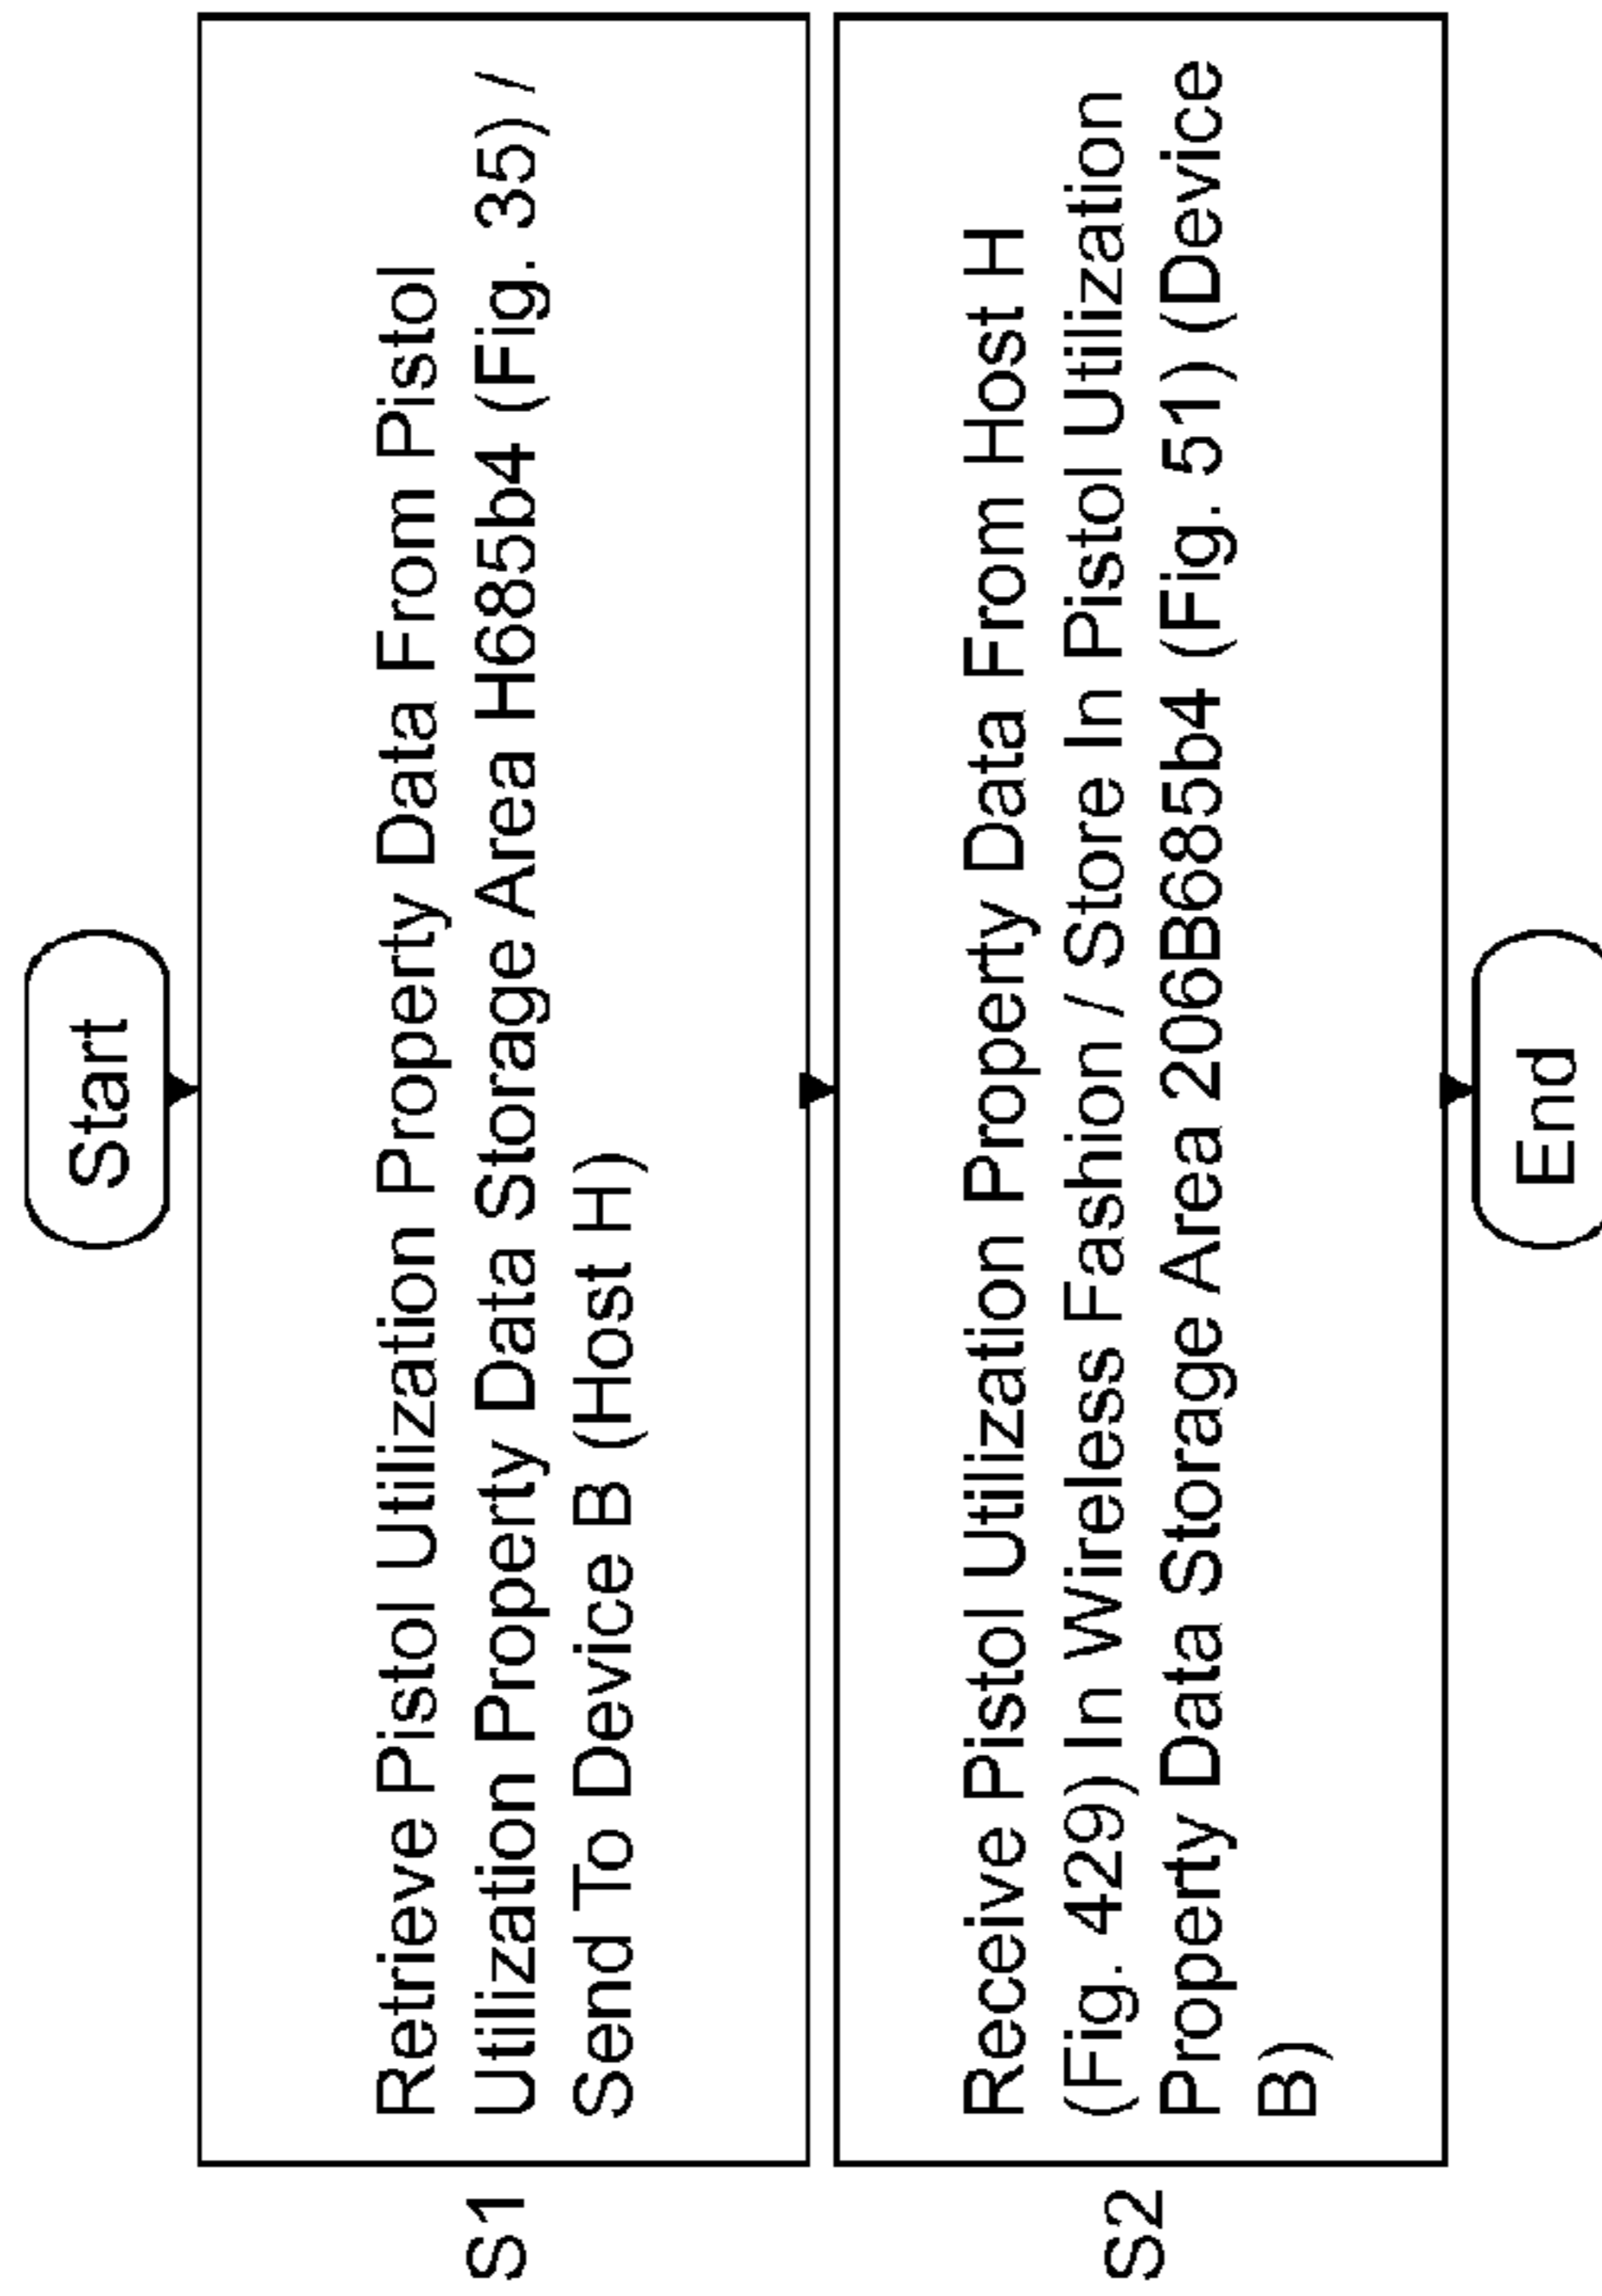 Start
S1
Retrieve Pistol Utilization Property Data From Pistol
Utilization Property Data Storage Area H685b4 (Fig. 35) /
Send To Device B (Host H)
S2
Receive Pistol Utilization Property Data From Host H
(Fig. 429) In Wireless Fashion / Store In Pistol Utilization
Property Data Storage Area 206B685b4 (Fig. 51) (Device
B)
End